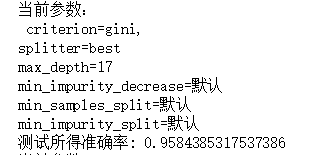 当前参数：
criterion=gini,
splitter=best
max_depth=17
min_impurity_decrease=默认
min_samples_split=默认
min_impurity_split=默认
测试所得准确率: 0.9584385317537386